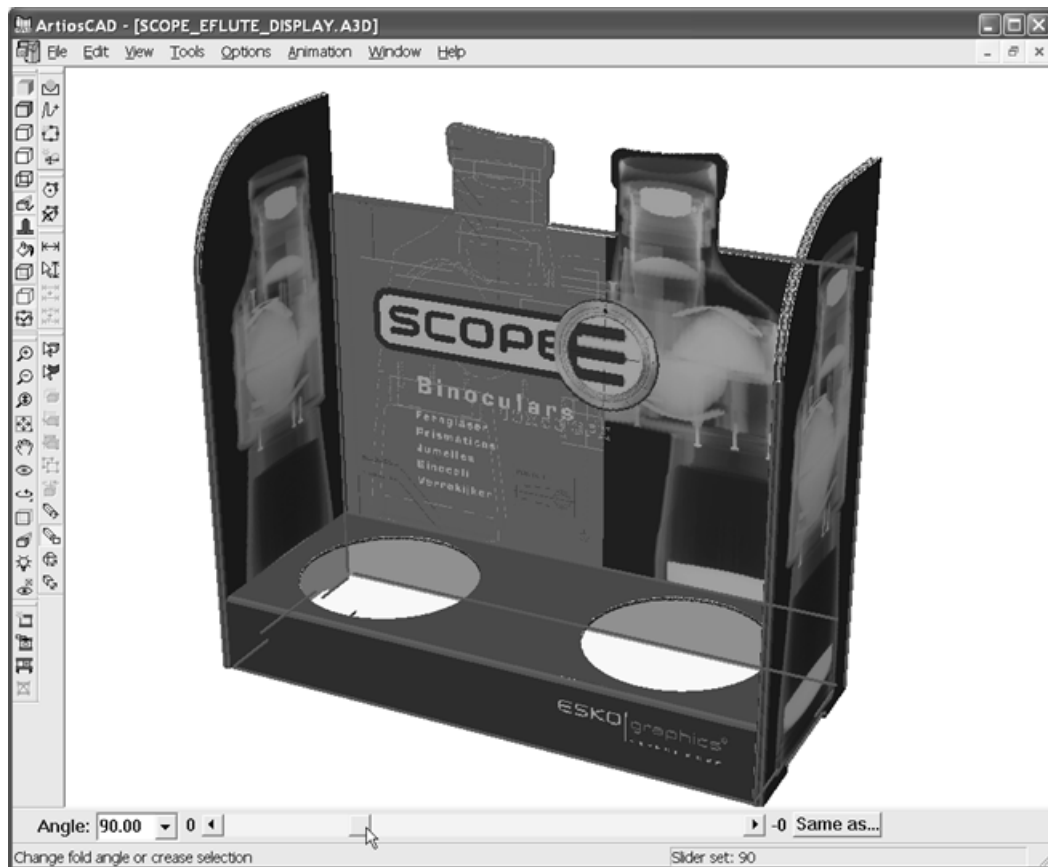 ArtiosCAD - [SCOPE_EFLUTE_DISPLAY.A3D]
File Edit View Tools Options Animation Window Help
SCOPE
Binoculars
Ferngläser
Prismaticos
Jumelles
Binocoli
Verrekijker
ESKO|graphics®
Angle: 90.00 0 -0 Same as...
Change fold angle or crease selection Slider set: 90